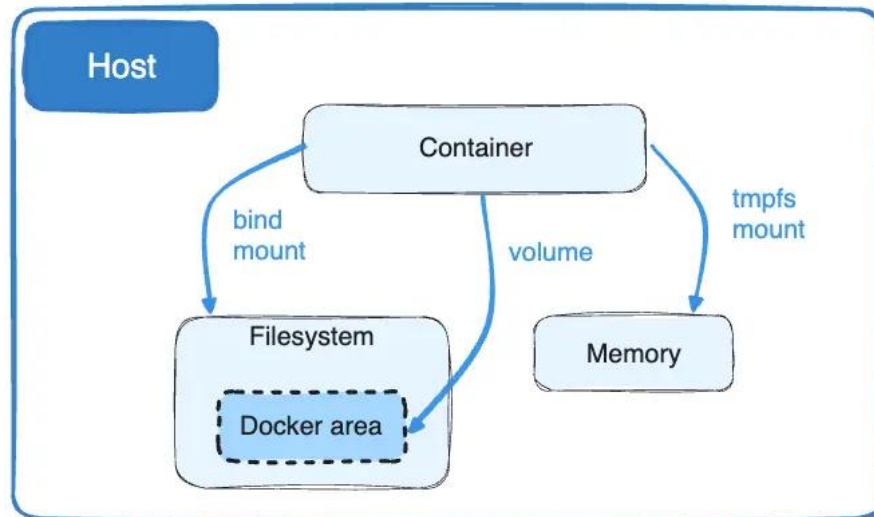 Host
Container
bind
mount
volume
tmpfs
mount
Filesystem
Memory
Docker area